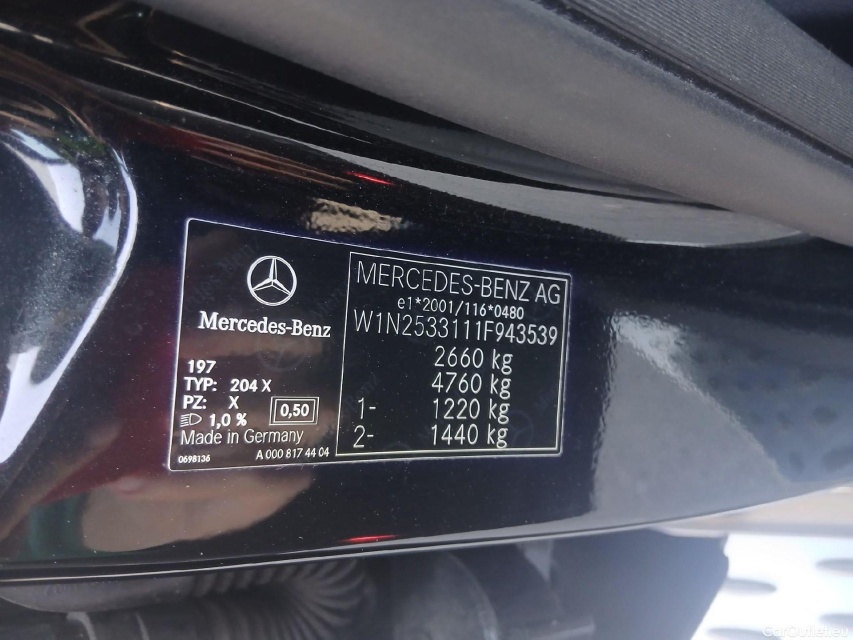 Mercedes-Benz
197
TYP: 204 X
PZ: X
0,50
1,0 %
Made in Germany
0698136
A 000 817 44 04
MERCEDES-BENZ AG
e1*2001/116*0480
W1N2533111F943539
2660 kg
4760 kg
1- 1220 kg
2- 1440 kg